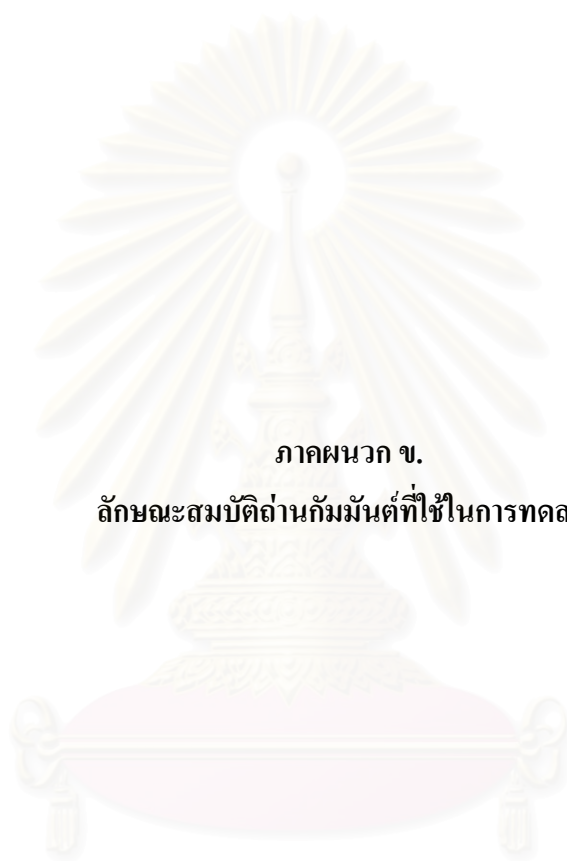 ภาคผนวก ข.
ลักษณะสมบัติถ่านกัมมันต์ที่ใช้ในการทดส